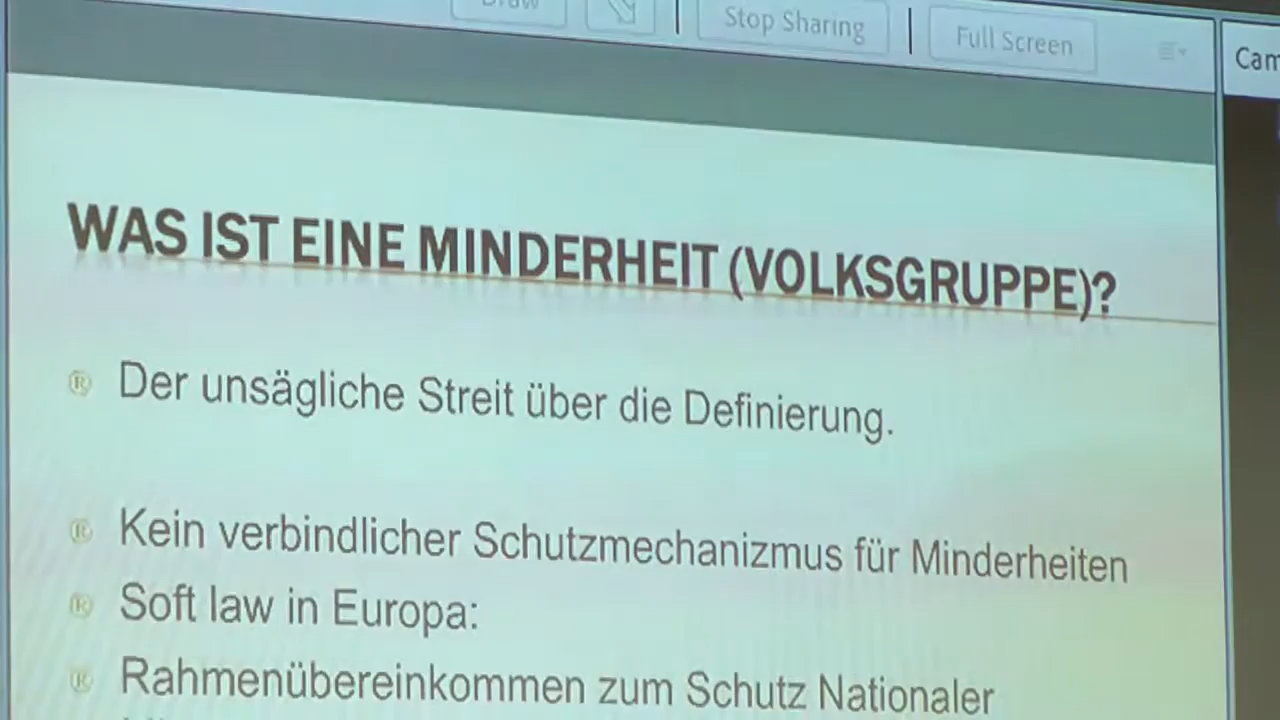 Draw
Stop Sharing
Full Screen
Cam
WAS IST EINE MINDERHEIT (VOLKSGRUPPE)?
® Der unsägliche Streit über die Definierung.
® Kein verbindlicher Schutzmechanizmus für Minderheiten
® Soft law in Europa:
® Rahmenübereinkommen zum Schutz Nationaler